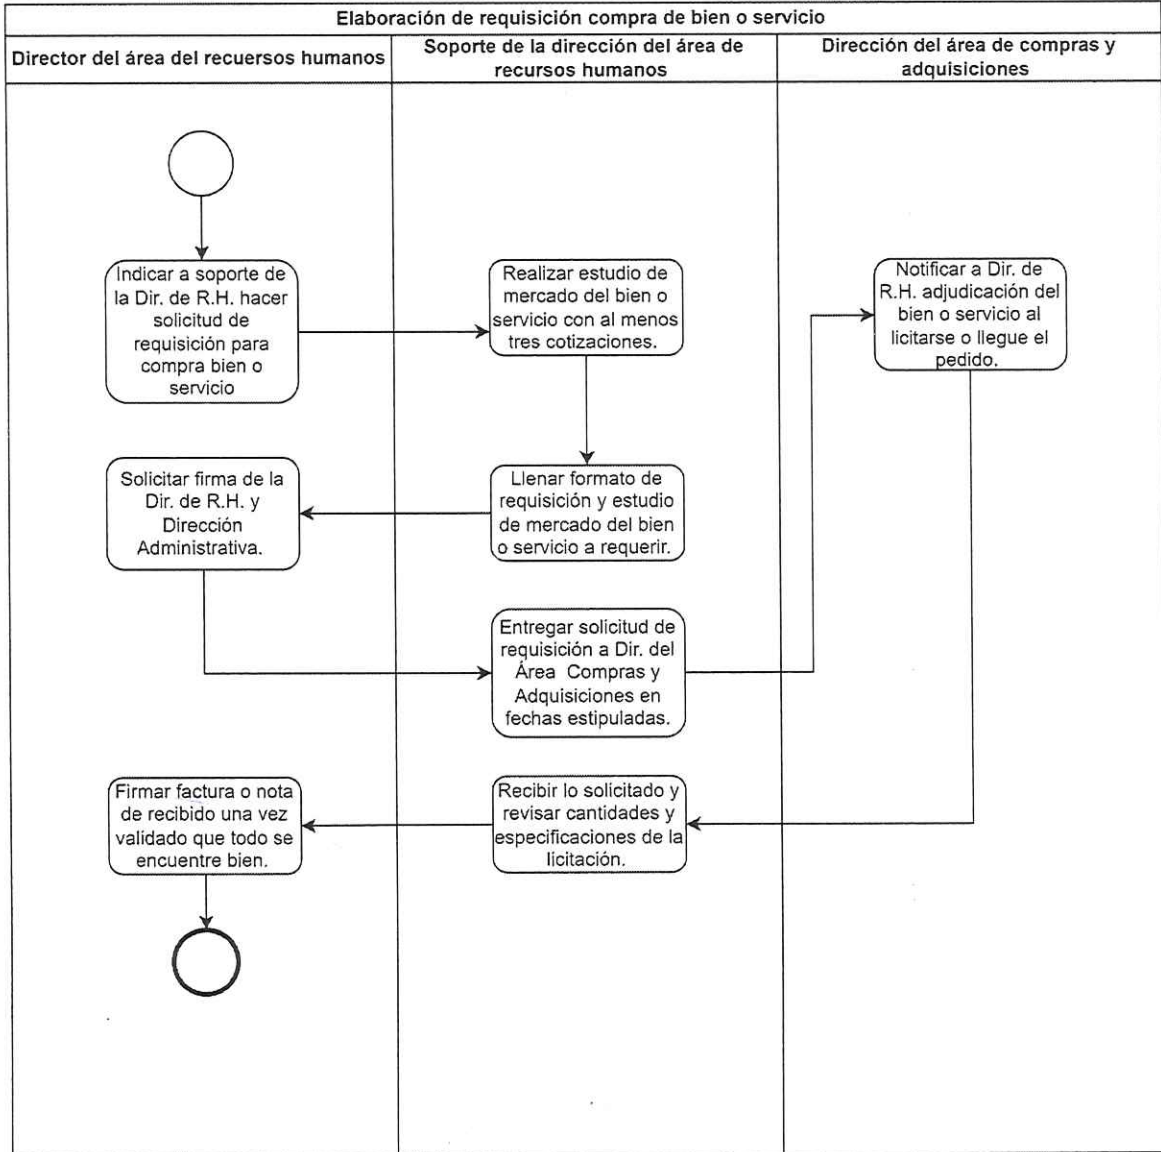 Elaboración de requisición compra de bien o servicio
Director del área del recuersos humanos
Soporte de la dirección del área de
recursos humanos
Dirección del área de compras y
adquisiciones
Indicar a soporte de
la Dir. de R.H. hacer
solicitud de
requisición para
compra bien o
servicio
Realizar estudio de
mercado del bien o
servicio con al menos
tres cotizaciones.
Notificar a Dir. de
R.H. adjudicación del
bien o servicio al
licitarse o llegue el
pedido.
Solicitar firma de la
Dir. de R.H. y
Dirección
Administrativa.
Llenar formato de
requisición y estudio
de mercado del bien
o servicio a requerir.
Entregar solicitud de
requisición a Dir. del
Área Compras y
Adquisiciones en
fechas estipuladas.
Firmar factura o nota
de recibido una vez
validado que todo se
encuentre bien.
Recibir lo solicitado y
revisar cantidades y
especificaciones de la
licitación.